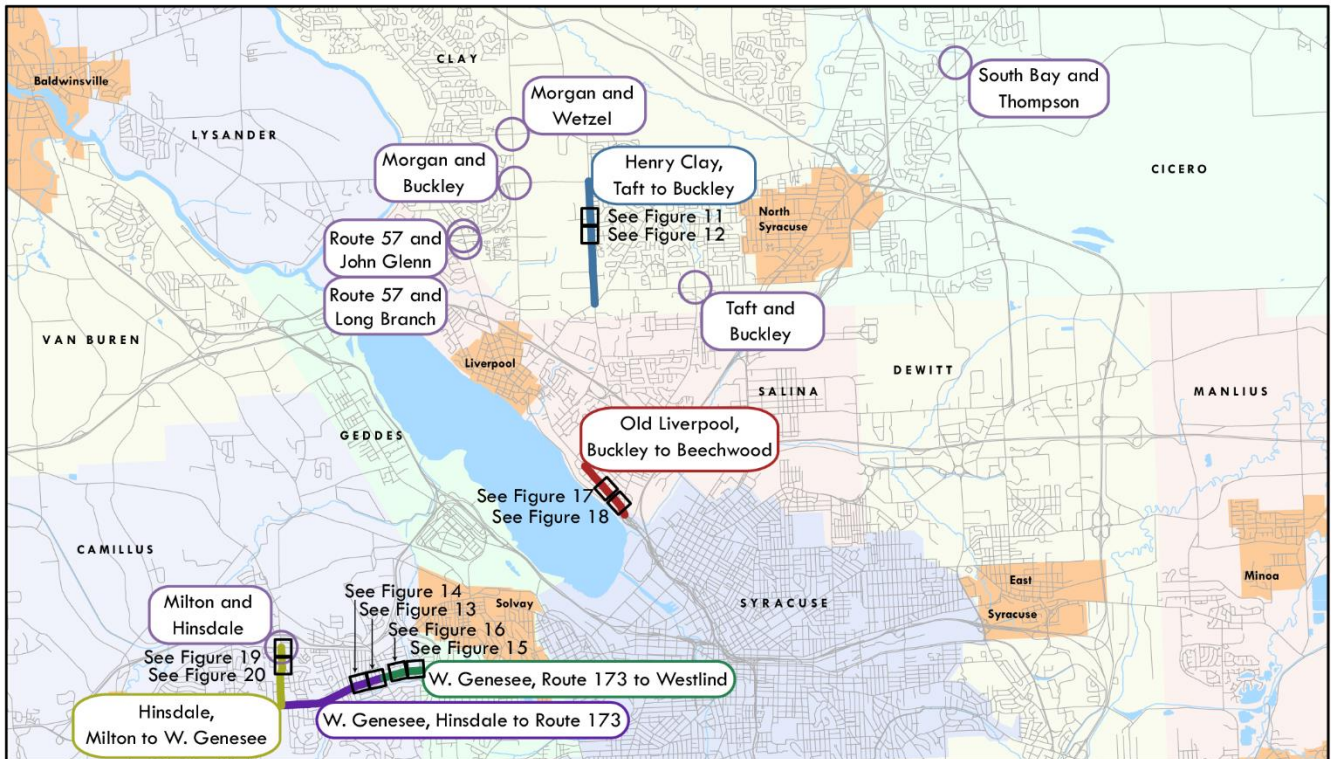 CLAY
Baldwinsville
South Bay and
Thompson
Morgan and
Wetzel
LYSANDER
Henry Clay,
Taft to Buckley
Morgan and
Buckley
CICERO
North
Syracuse
See Figure 11
See Figure 12
Route 57 and
John Glenn
Route 57 and
Long Branch
Taft and
Buckley
VAN BUREN
Liverpool
DEWITT
SALINA
MANLIUS
GEDDES
Old Liverpool,
Buckley to Beechwood
See Figure 17
See Figure 18
CAMILLUS
Minoa
East
Syracuse
SYRACUSE
See Figure 14
See Figure 13
See Figure 16
See Figure 15
Solvay
Milton and
Hinsdale
See Figure 19
See Figure 20
W. Genesee, Route 173 to Westlind
Hinsdale,
Milton to W. Genesee
W. Genesee, Hinsdale to Route 173